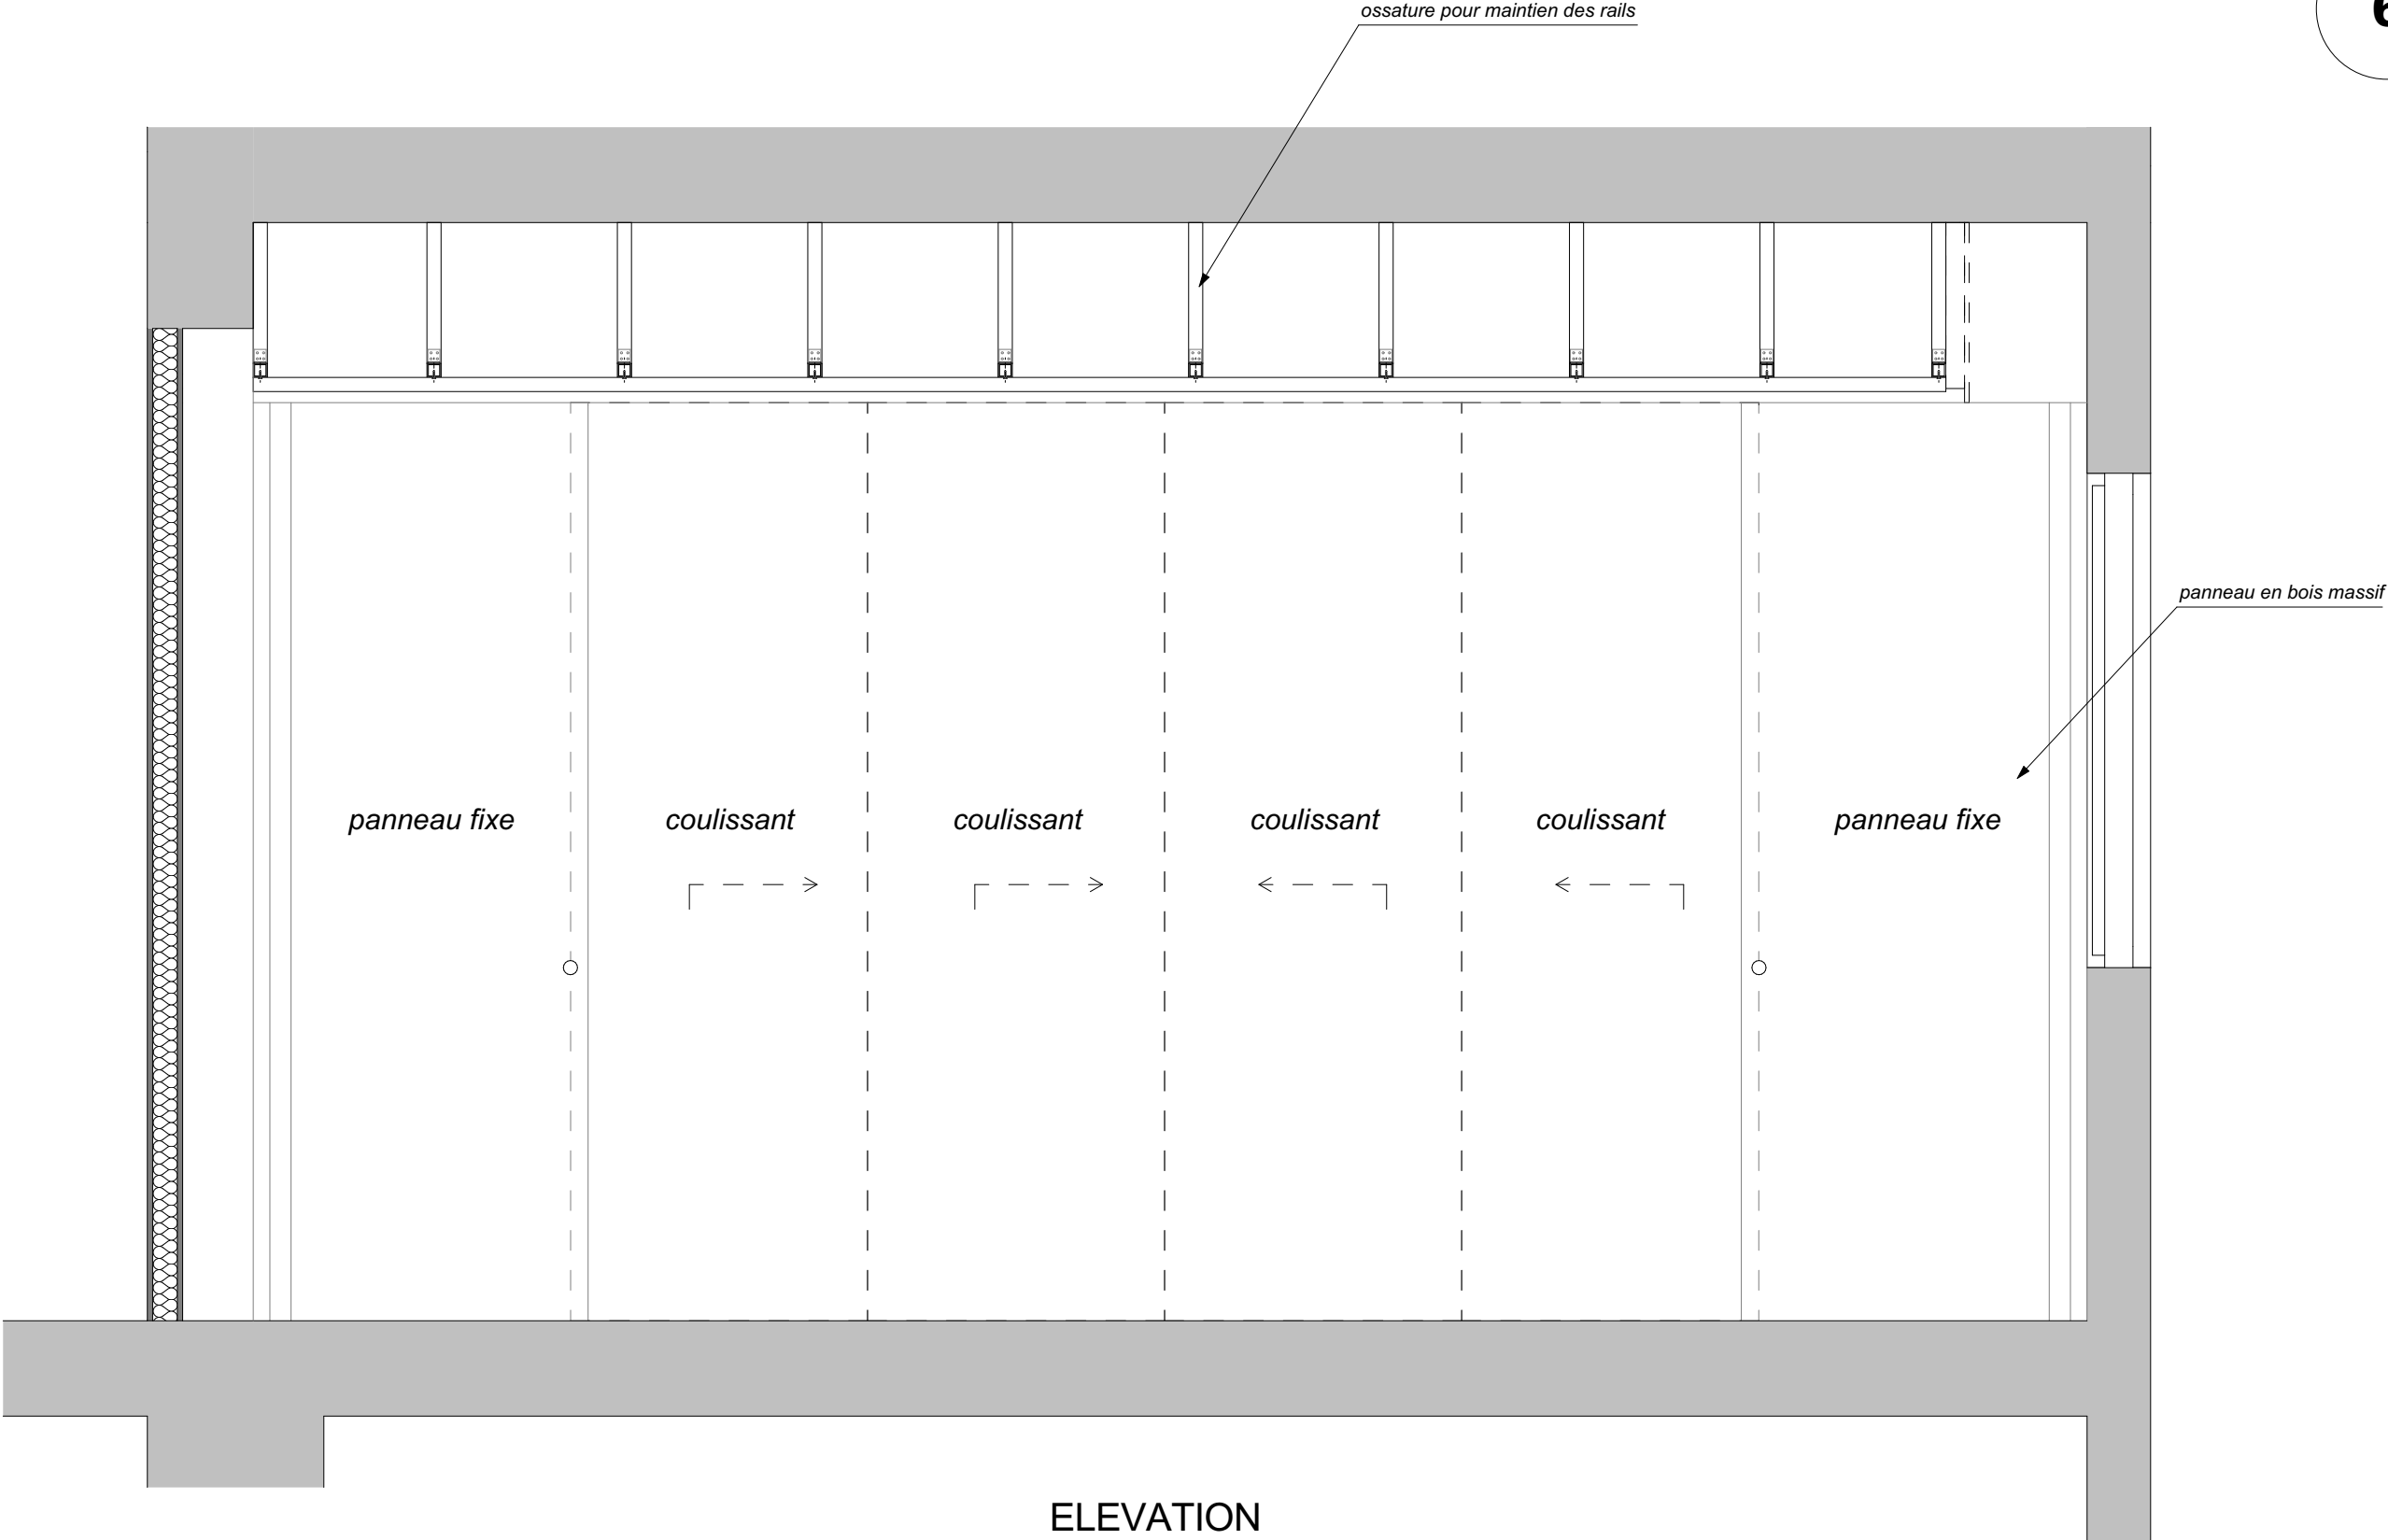 ossature pour maintien des rails
panneau en bois massif
panneau fixe
coulissant
coulissant
coulissant
coulissant
panneau fixe
ELEVATION